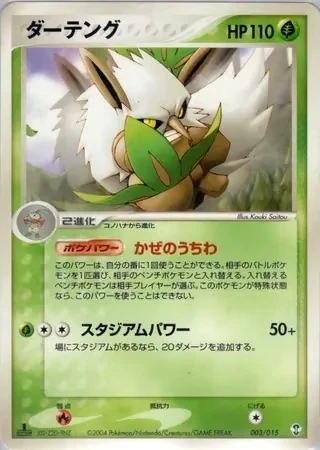 ダーテング HP110
Illus. Kouki Saitou
2進化
コノハナから進化
ポケパワー かぜのうちわ
このパワーは、自分の番に1回使うことができる。相手のバトルポケ
モンを1匹選び、相手のベンチポケモンと入れ替える。入れ替える
ベンチポケモンは相手プレイヤーが選ぶ。このポケモンが特殊状態
なら、このパワーは使えない。
スタジアムパワー 50+
場にスタジアムがあるなら、20ダメージを追加する。
弱点 抵抗力 にげる
©2004 Pokémon/Nintendo/Creatures/GAME FREAK. 003/015